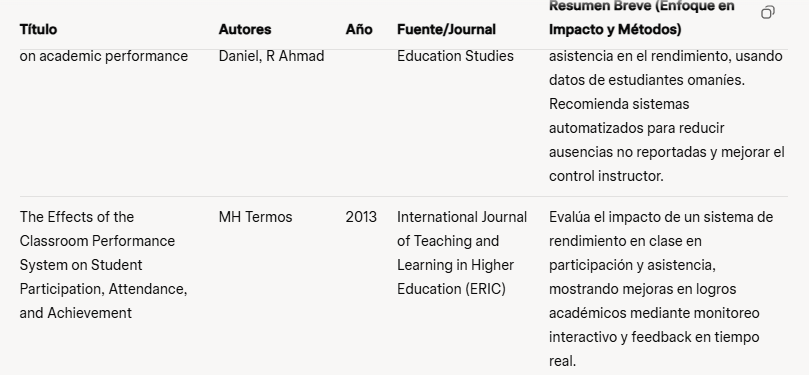 Resumen Breve (Enfoque en
Título Autores Año Fuente/Journal Impacto y Métodos)
on academic performance Daniel, R Ahmad Education Studies asistencia en el rendimiento, usando
datos de estudiantes omaníes.
Recomienda sistemas
automatizados para reducir
ausencias no reportadas y mejorar el
control instructor.
The Effects of the MH Termos 2013 International Journal Evalúa el impacto de un sistema de
Classroom Performance of Teaching and rendimiento en clase en
System on Student Learning in Higher participación y asistencia,
Participation, Attendance, Education (ERIC) mostrando mejoras en logros
and Achievement académicos mediante monitoreo
interactivo y feedback en tiempo
real.